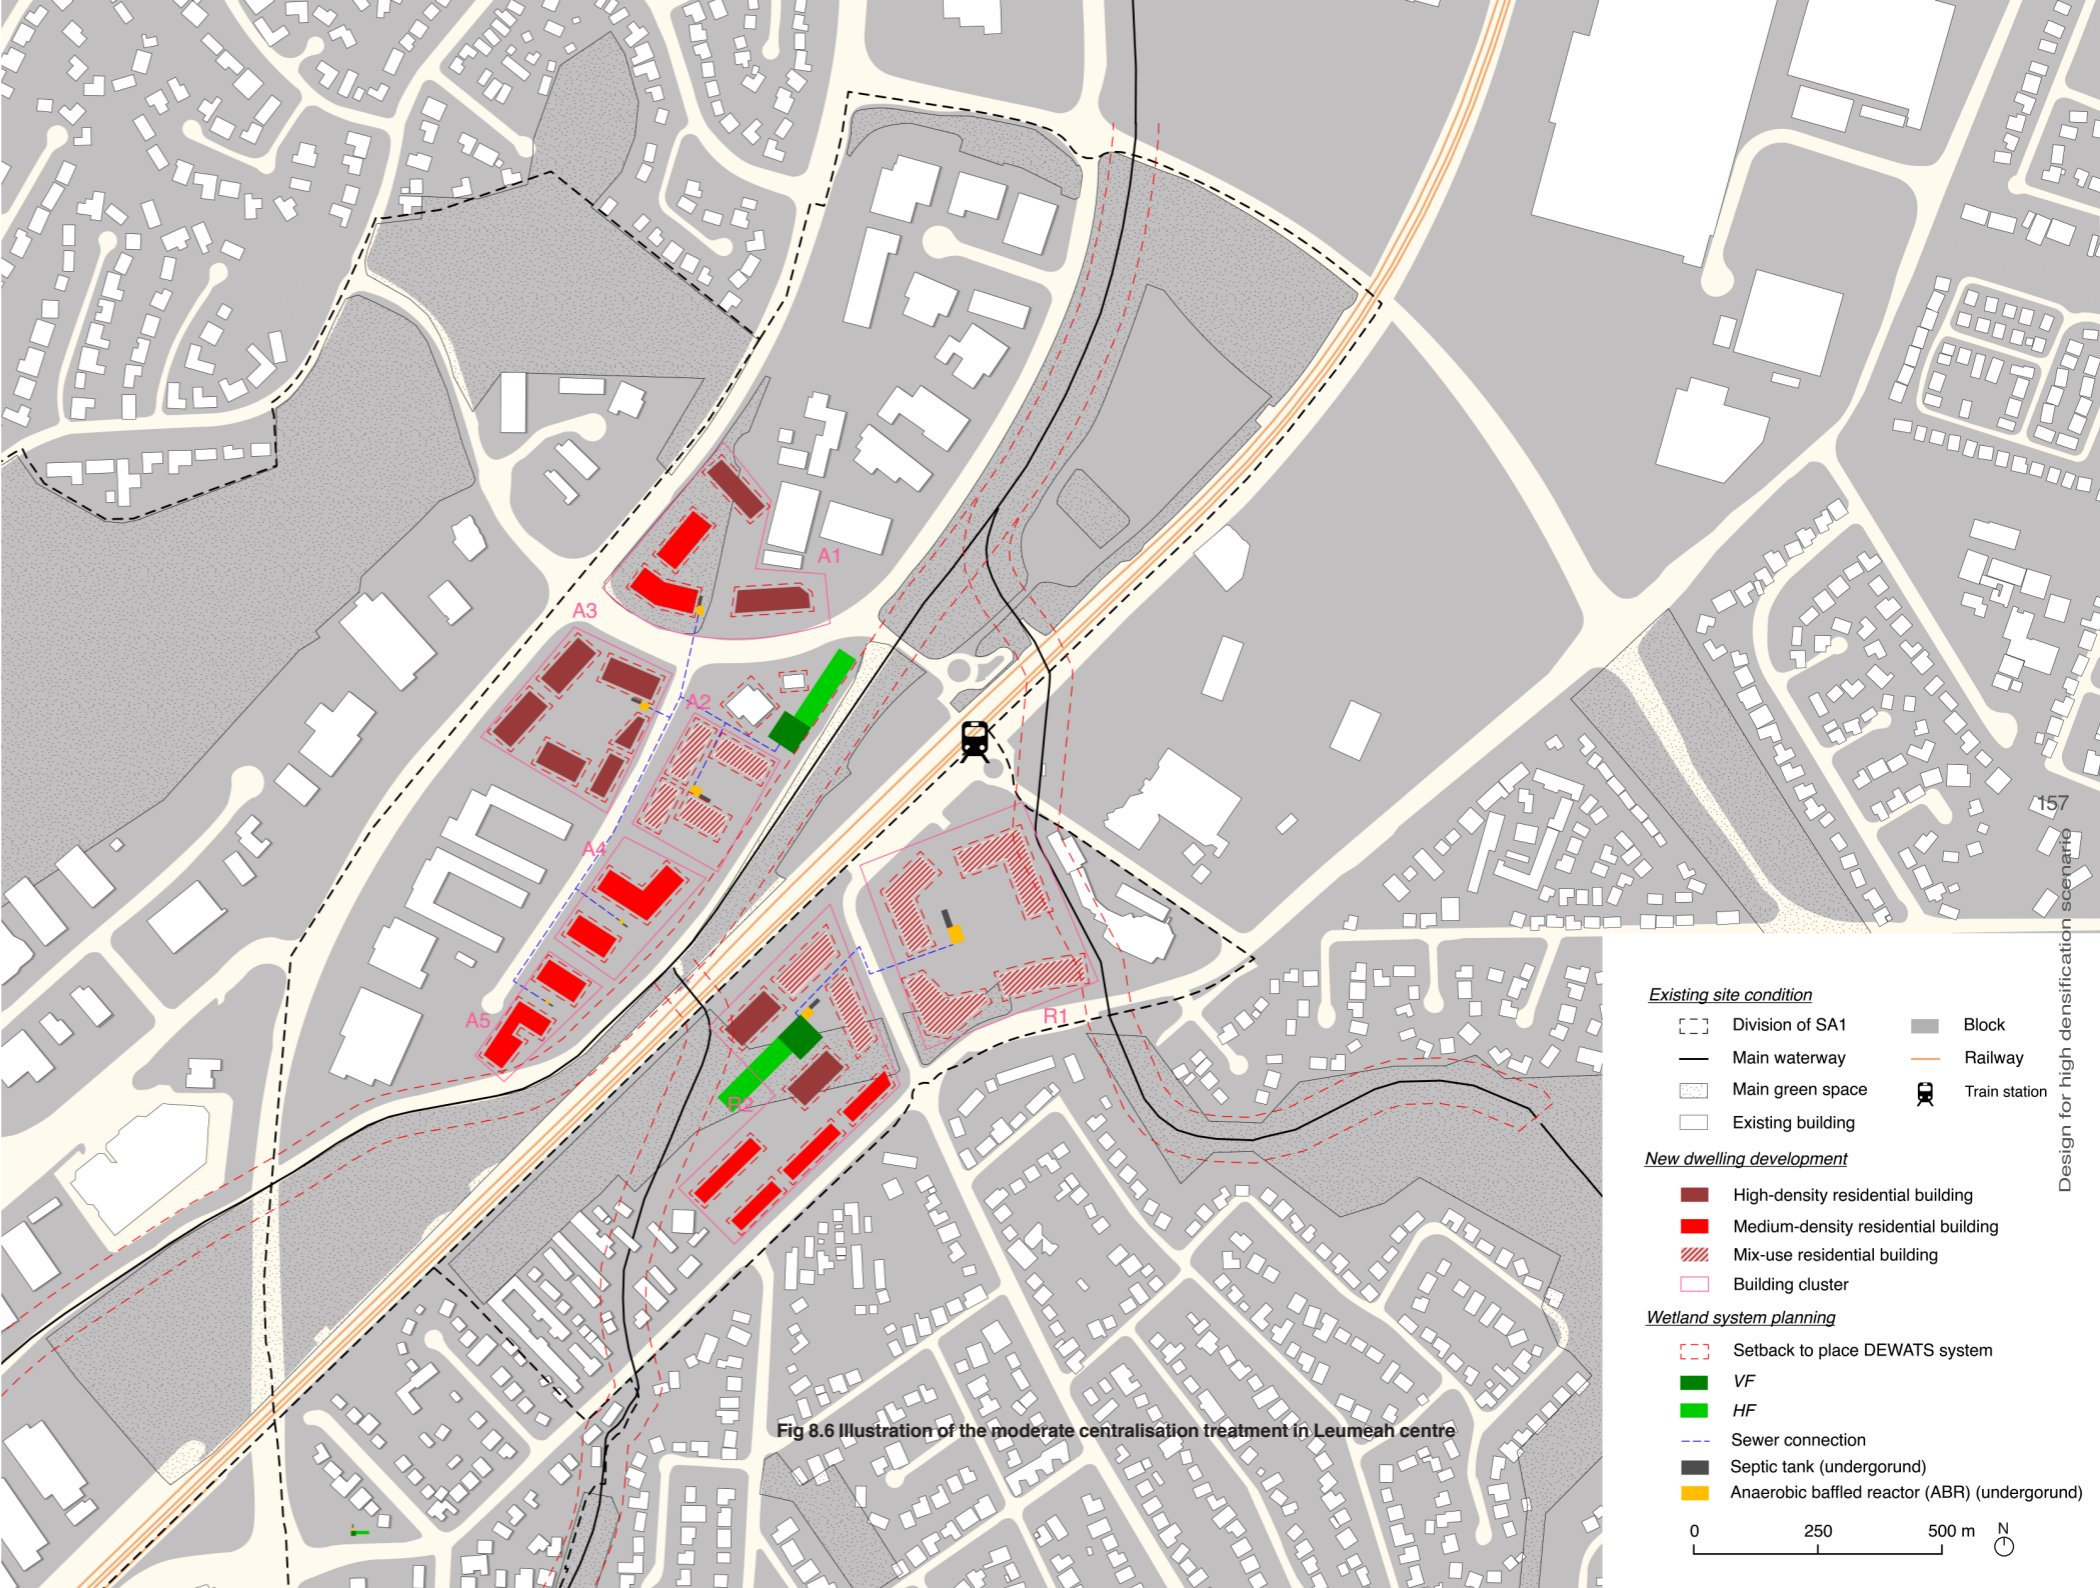 A1
A3
A2
A4
A5
R1
R2
157
Design for high densification scenario
Existing site condition
Division of SA1
Block
Main waterway
Railway
Main green space
Train station
Existing building
New dwelling development
High-density residential building
Medium-density residential building
Mix-use residential building
Building cluster
Wetland system planning
Setback to place DEWATS system
VF
HF
Sewer connection
Septic tank (undergorund)
Anaerobic baffled reactor (ABR) (undergorund)
0 250 500 m N
Fig 8.6 Illustration of the moderate centralisation treatment in Leumeah centre